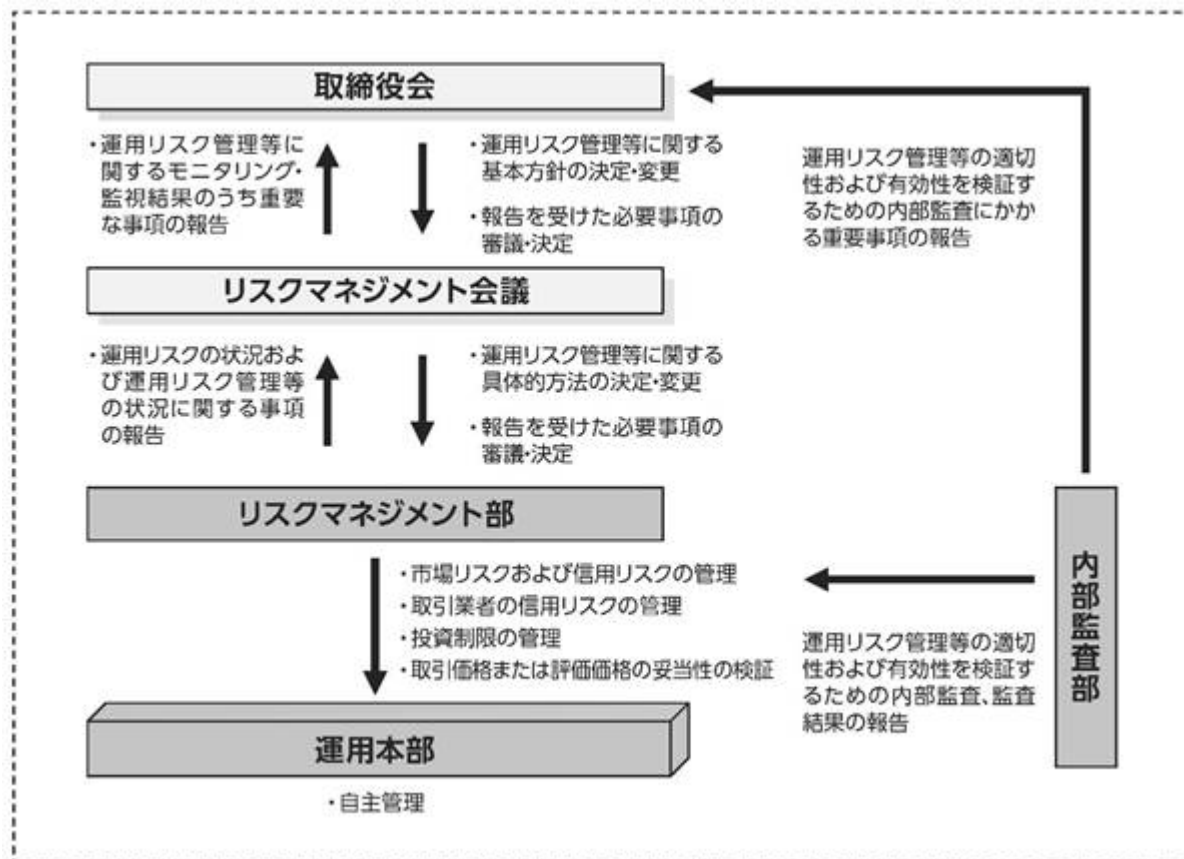 取締役会
・運用リスク管理等に
関するモニタリング・
監視結果のうち重要
な事項の報告
・運用リスク管理等に関する
基本方針の決定・変更
・報告を受けた必要事項の
審議・決定
運用リスク管理等の適切
性および有効性を検証す
るための内部監査にかか
る重要事項の報告
リスクマネジメント会議
・運用リスクの状況およ
び運用リスク管理等
の状況に関する事項
の報告
・運用リスク管理等に関する
具体的方法の決定・変更
・報告を受けた必要事項の
審議・決定
リスクマネジメント部
・市場リスクおよび信用リスクの管理
・取引業者の信用リスクの管理
・投資制限の管理
・取引価格または評価価格の妥当性の検証
内部監査部
運用リスク管理等の適切
性および有効性を検証す
るための内部監査、監査
結果の報告
運用本部
・自主管理